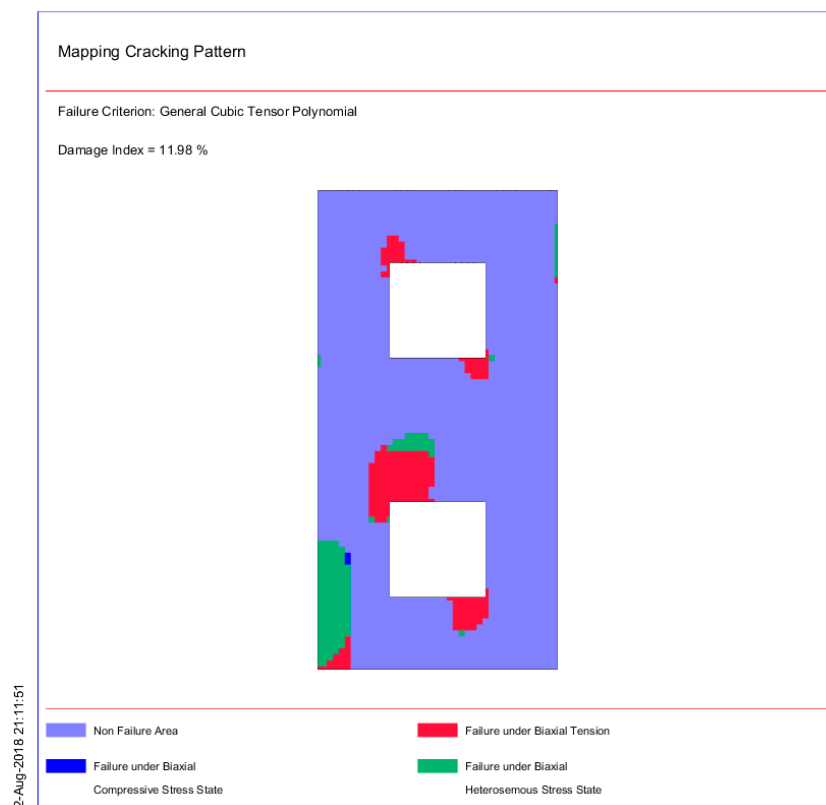 Mapping Cracking Pattern
Failure Criterion: General Cubic Tensor Polynomial
Damage Index = 11.98 %
2-Aug-2018 21:11:51
Non Failure Area
Failure under Biaxial Tension
Failure under Biaxial
Compressive Stress State
Failure under Biaxial
Heterosemous Stress State